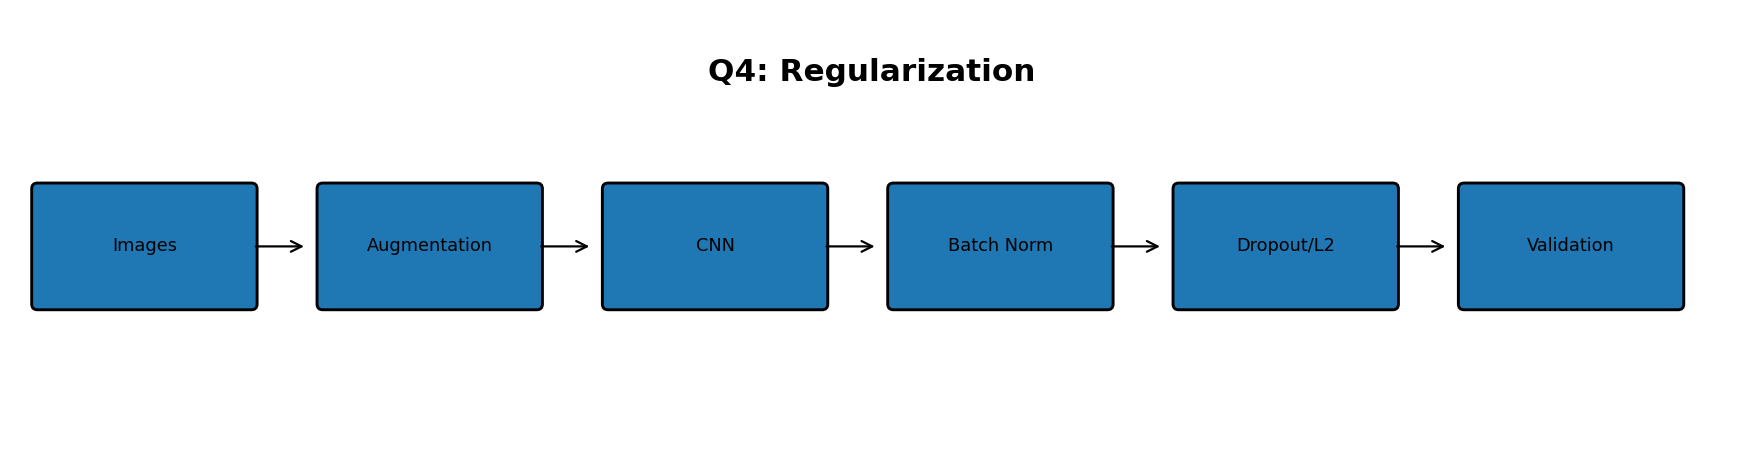 Q4: Regularization
Images
Augmentation
CNN
Batch Norm
Dropout/L2
Validation